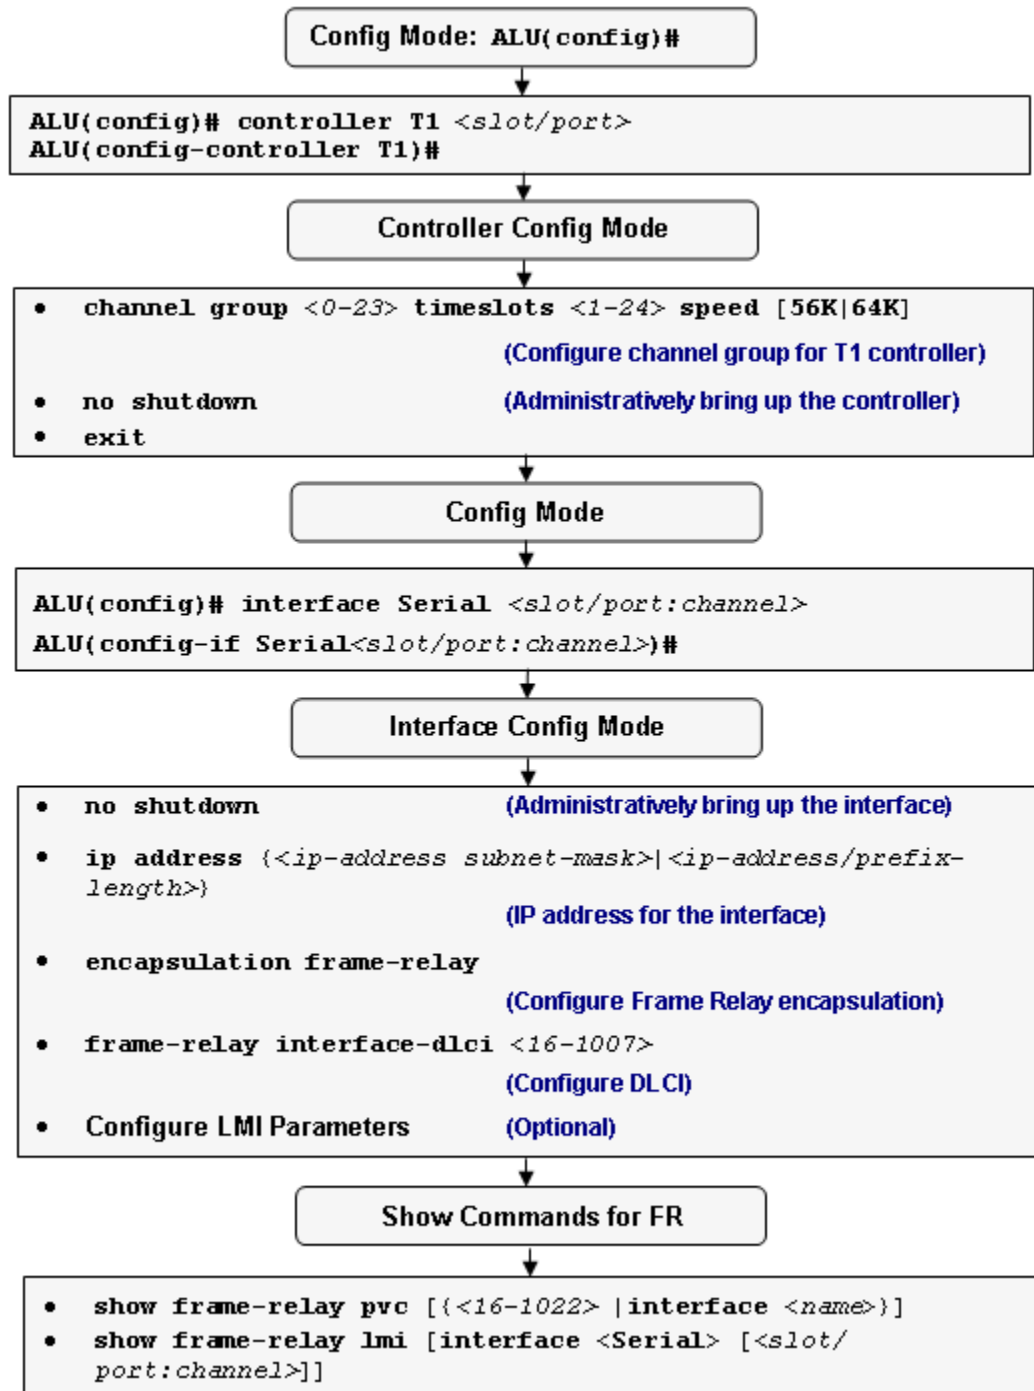 Config Mode: ALU(config)#
ALU(config)# controller T1 <slot/port>
ALU(config-controller T1)#
Controller Config Mode
• channel group <0-23> timeslots <1-24> speed [56K|64K]
(Configure channel group for T1 controller)
• no shutdown (Administratively bring up the controller)
• exit
Config Mode
ALU(config)# interface Serial <slot/port:channel>
ALU(config-if Serial<slot/port:channel>)#
Interface Config Mode
• no shutdown (Administratively bring up the interface)
• ip address {<ip-address subnet-mask>|<ip-address/prefix-
length>}
(IP address for the interface)
• encapsulation frame-relay
(Configure Frame Relay encapsulation)
• frame-relay interface-dlci <16-1007>
(Configure DLCI)
• Configure LMI Parameters (Optional)
Show Commands for FR
• show frame-relay pvc [{<16-1022> |interface <name>}]
• show frame-relay lmi [interface <Serial> [<slot/
port:channel>]]